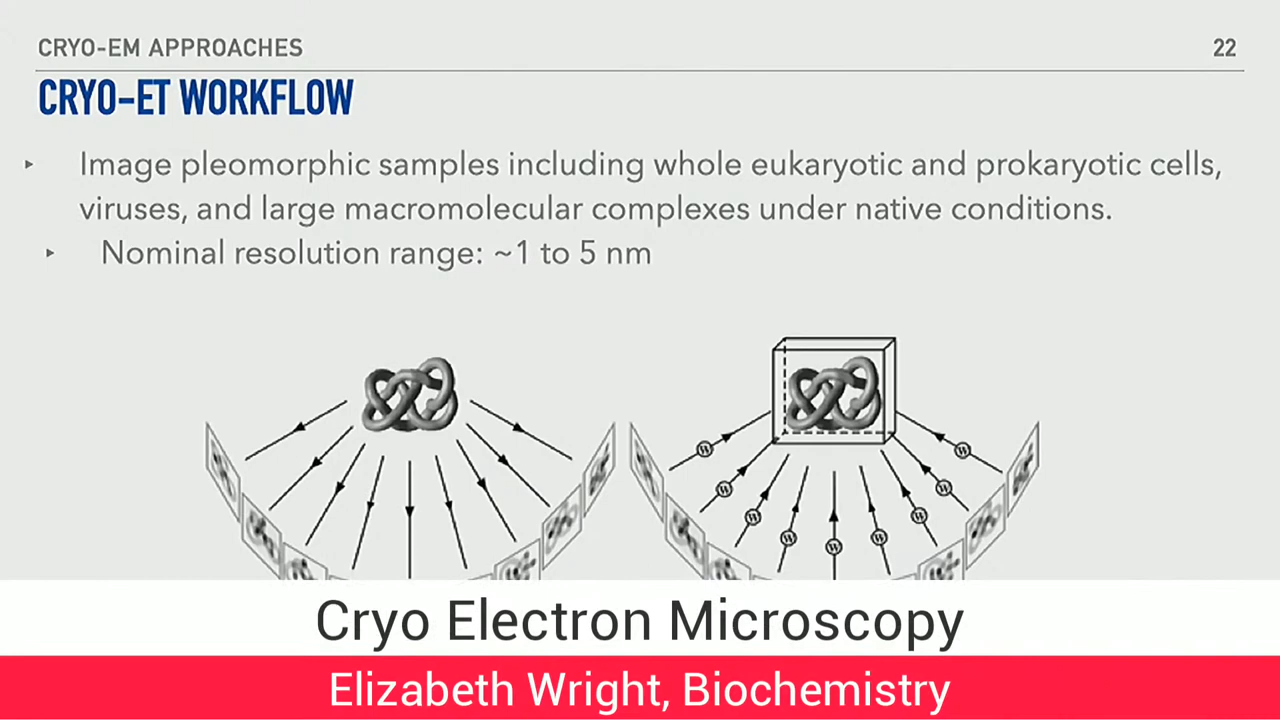 CRYO-EM APPROACHES 22
CRYO-ET WORKFLOW
‣ Image pleomorphic samples including whole eukaryotic and prokaryotic cells,
viruses, and large macromolecular complexes under native conditions.
‣ Nominal resolution range: ~1 to 5 nm
W W
W W
W W
W W W
Cryo Electron Microscopy
Elizabeth Wright, Biochemistry